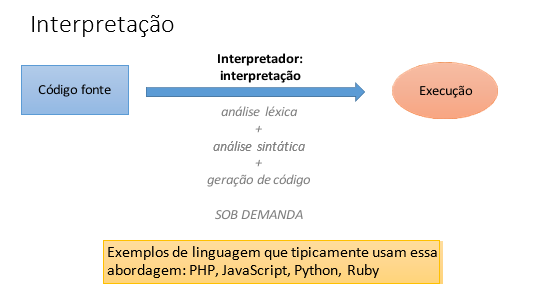 Interpretação
Interpretador:
interpretação
Código fonte
Execução
análise léxica
+
análise sintática
+
geração de código
SOB DEMANDA
Exemplos de linguagem que tipicamente usam essa
abordagem: PHP, JavaScript, Python, Ruby